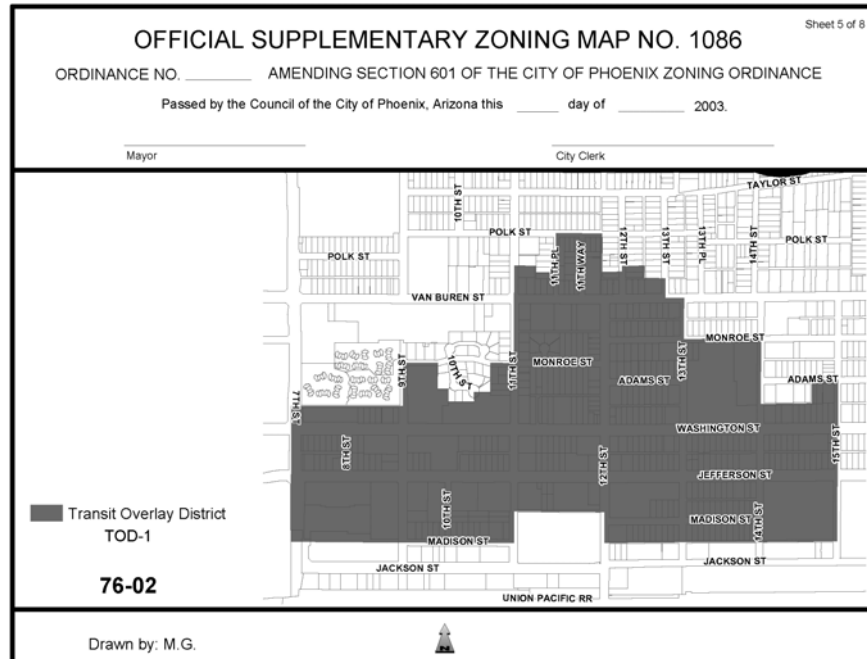 Sheet 5 of 8
OFFICIAL SUPPLEMENTARY ZONING MAP NO. 1086
ORDINANCE NO. ________ AMENDING SECTION 601 OF THE CITY OF PHOENIX ZONING ORDINANCE
Passed by the Council of the City of Phoenix, Arizona this _____ day of ________ 2003.
Mayor
City Clerk
TAYLOR ST
10TH ST
POLK ST
12TH ST
13TH ST
13TH PL
14TH ST
POLK ST
POLK ST
11TH PL
11TH WAY
VAN BUREN ST
MONROE ST
9TH ST
10TH ST
11TH ST
MONROE ST
13TH ST
ADAMS ST
ADAMS ST
7TH ST
WASHINGTON ST
15TH ST
8TH ST
12TH ST
JEFFERSON ST
10TH ST
MADISON ST
14TH ST
MADISON ST
JACKSON ST
JACKSON ST
UNION PACIFIC RR
Transit Overlay District
TOD-1
76-02
Drawn by: M.G.
N